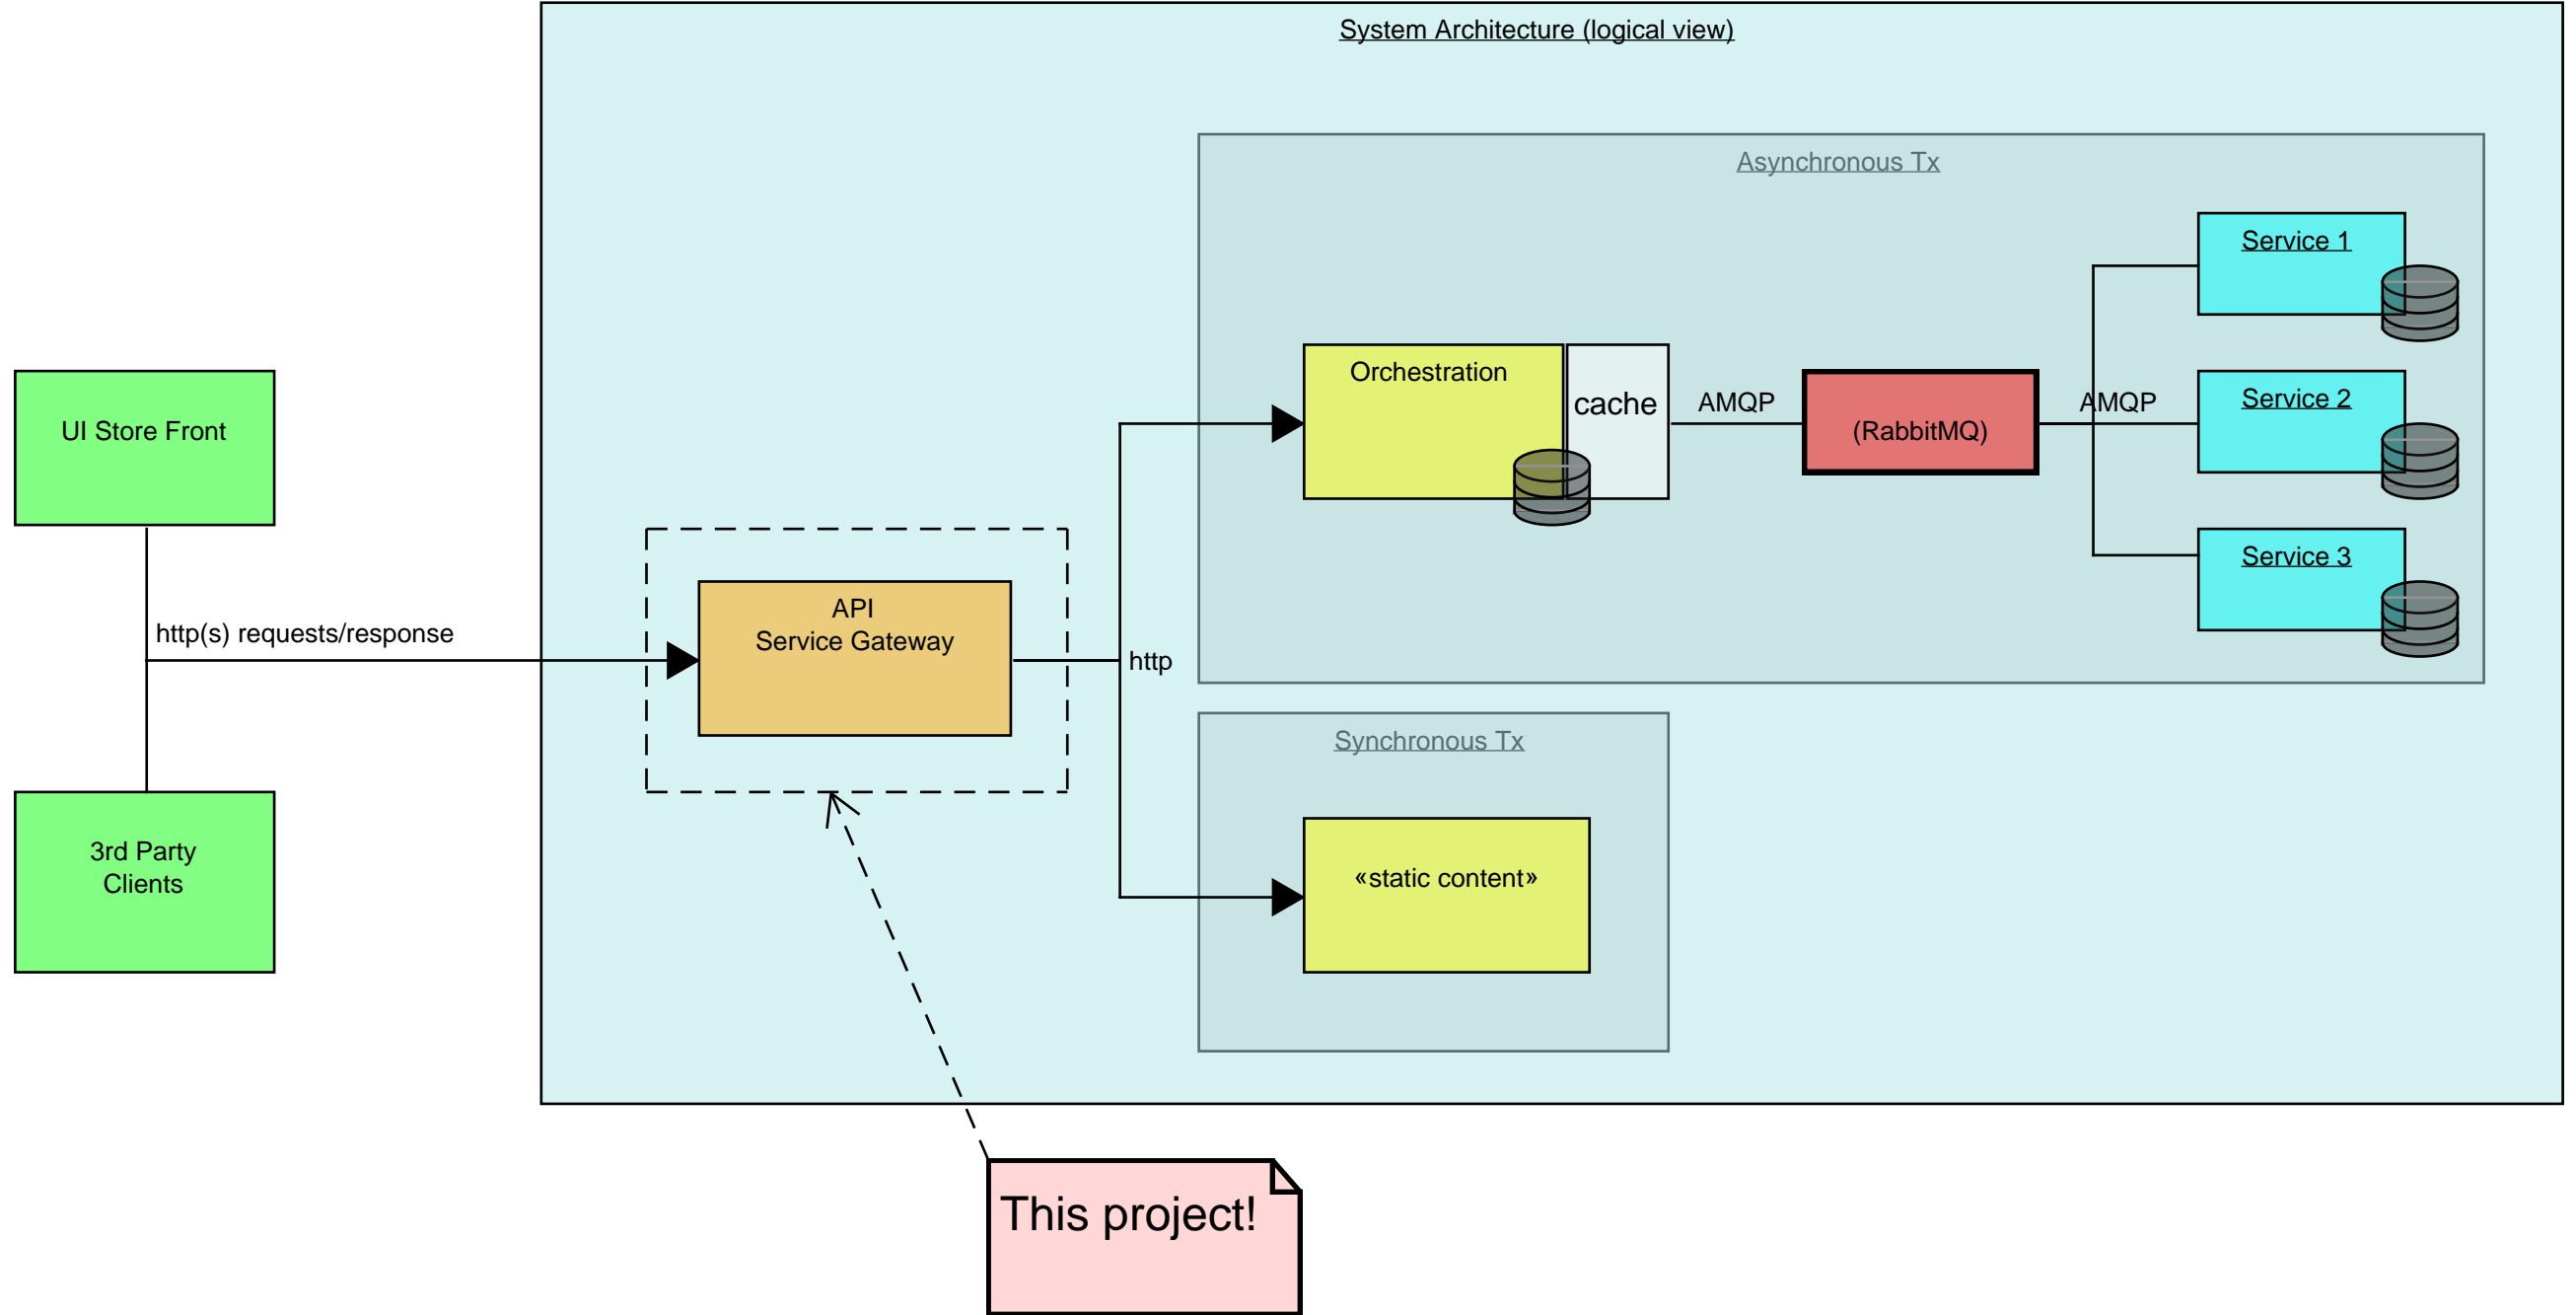 System Architecture (logical view)
Asynchronous Tx
Service 1
Orchestration
cache
AMQP
(RabbitMQ)
AMQP
Service 2
UI Store Front
Service 3
API
Service Gateway
http(s) requests/response
http
Synchronous Tx
3rd Party
Clients
«static content»
This project!